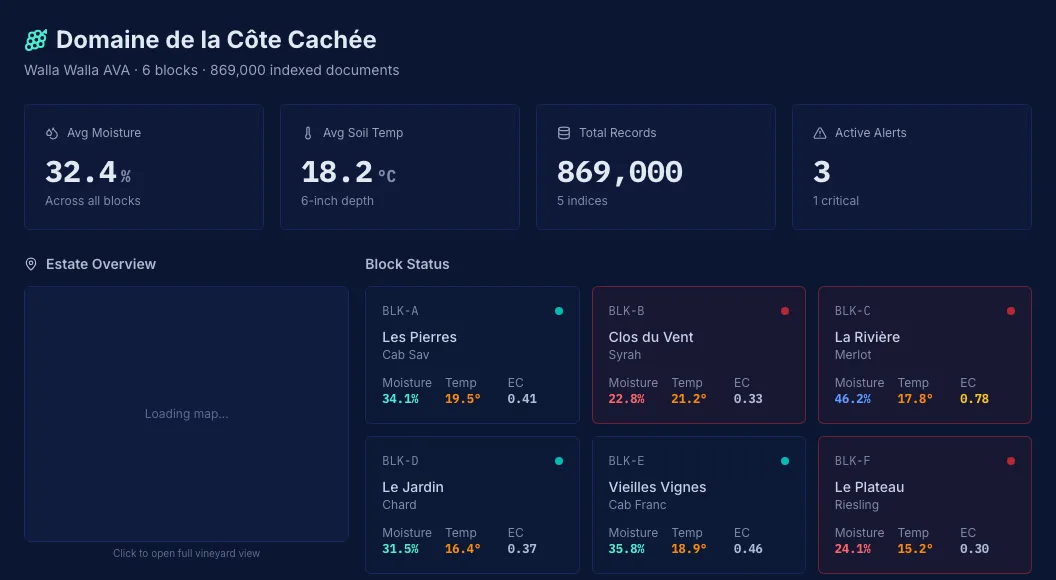 Domaine de la Côte Cachée
Walla Walla AVA · 6 blocks · 869,000 indexed documents
Avg Moisture
32.4%
Across all blocks
Avg Soil Temp
18.2°C
6-inch depth
Total Records
869,000
5 indices
Active Alerts
3
1 critical
Estate Overview
Loading map...
Click to open full vineyard view
Block Status
BLK-A
Les Pierres
Cab Sav
Moisture Temp EC
34.1% 19.5° 0.41
BLK-B
Clos du Vent
Syrah
Moisture Temp EC
22.8% 21.2° 0.33
BLK-C
La Rivière
Merlot
Moisture Temp EC
46.2% 17.8° 0.78
BLK-D
Le Jardin
Chard
Moisture Temp EC
31.5% 16.4° 0.37
BLK-E
Vieilles Vignes
Cab Franc
Moisture Temp EC
35.8% 18.9° 0.46
BLK-F
Le Plateau
Riesling
Moisture Temp EC
24.1% 15.2° 0.30